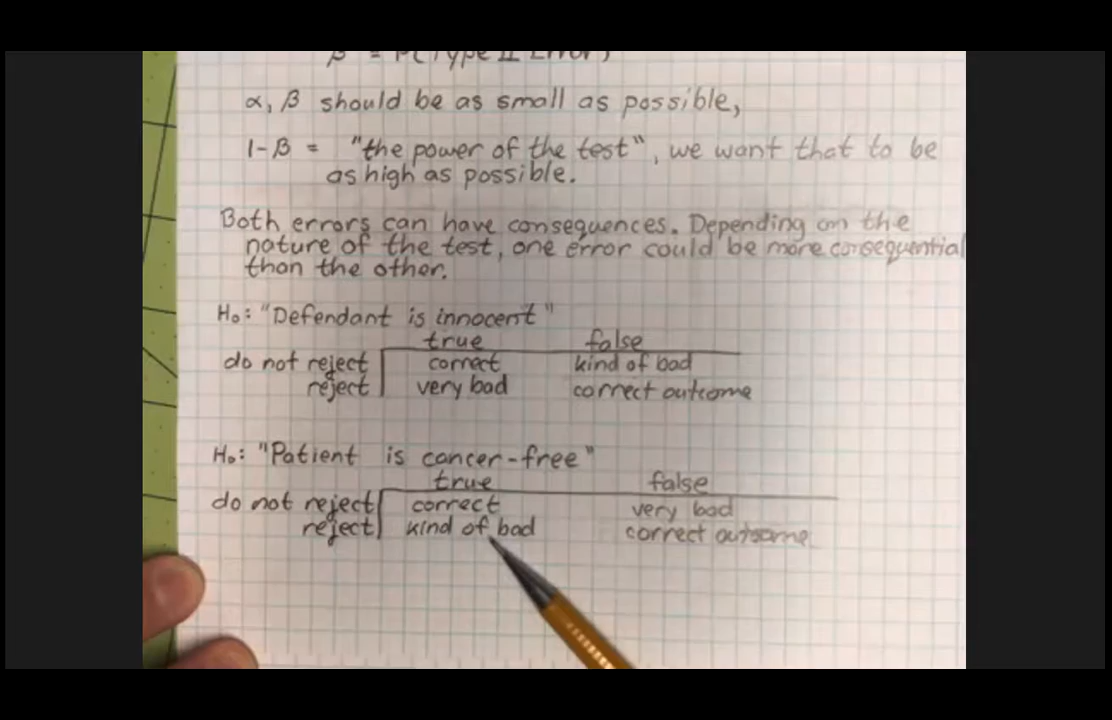 β = P(Type II Error)
α, β should be as small as possible,
1-β = "the power of the test", we want that to be
as high as possible.
Both errors can have consequences. Depending on the
nature of the test, one error could be more consequential
than the other.
H₀: "Defendant is innocent"
true false
do not reject correct kind of bad
reject very bad correct outcome
H₀: "Patient is cancer-free"
true false
do not reject correct very bad
reject kind of bad correct outcome